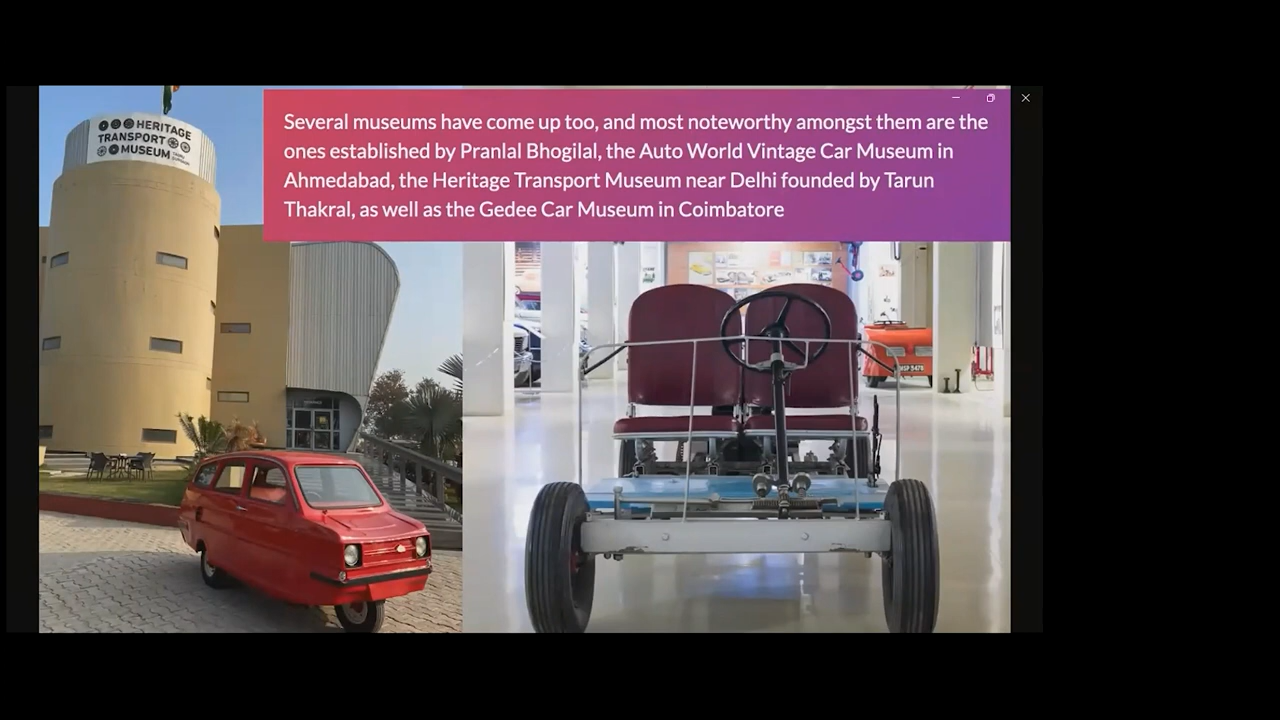 Several museums have come up too, and most noteworthy amongst them are the
ones established by Pranlal Bhogilal, the Auto World Vintage Car Museum in
Ahmedabad, the Heritage Transport Museum near Delhi founded by Tarun
Thakral, as well as the Gedee Car Museum in Coimbatore
HERITAGE
TRANSPORT
MUSEUM